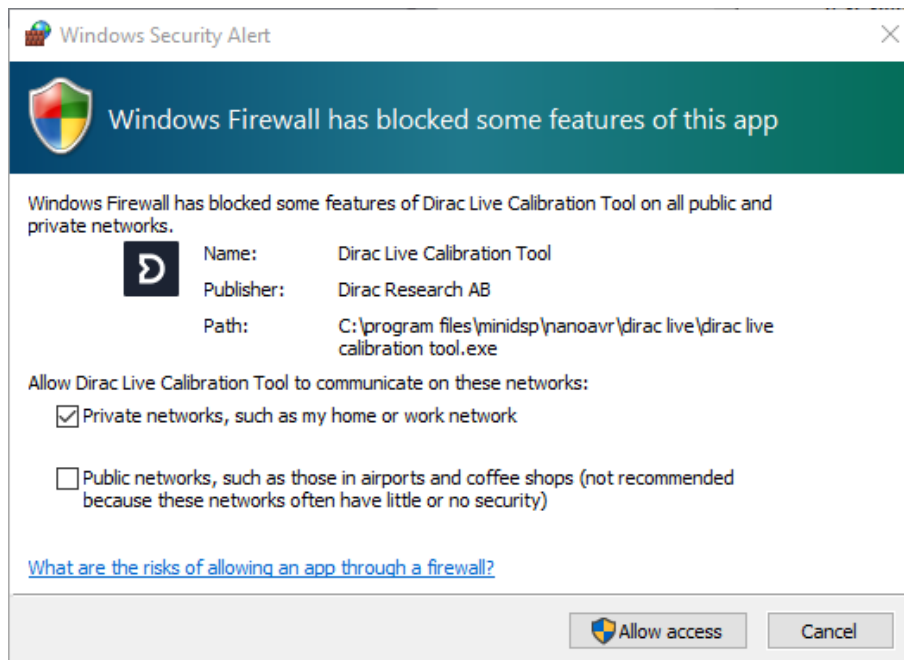 Windows Security Alert
Windows Firewall has blocked some features of this app
Windows Firewall has blocked some features of Dirac Live Calibration Tool on all public and
private networks.
Name: Dirac Live Calibration Tool
Publisher: Dirac Research AB
Path: C:\program files\minidsp\nanoavr\dirac live\dirac live
calibration tool.exe
Allow Dirac Live Calibration Tool to communicate on these networks:
Private networks, such as my home or work network
Public networks, such as those in airports and coffee shops (not recommended
because these networks often have little or no security)
What are the risks of allowing an app through a firewall?
Allow access Cancel